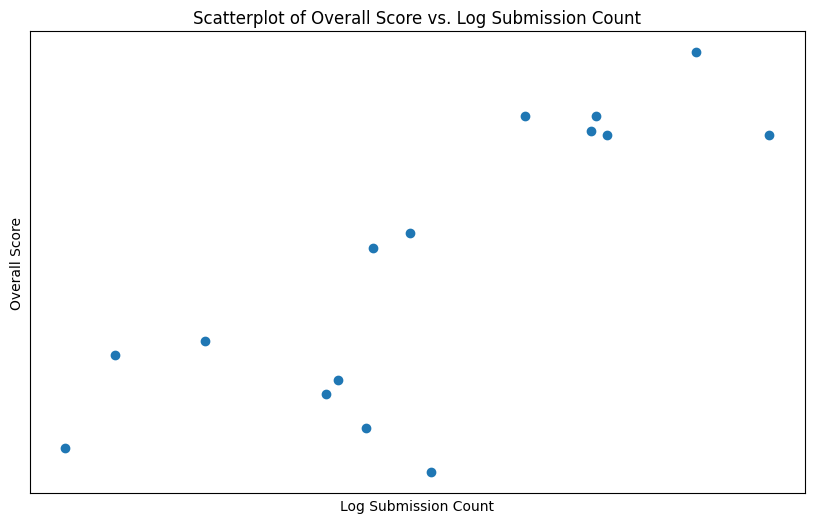 Scatterplot of Overall Score vs. Log Submission Count
Overall Score
Log Submission Count